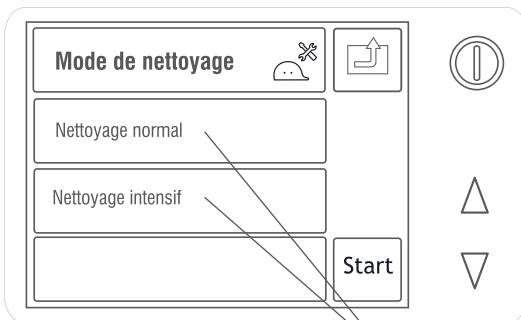 Mode de nettoyage
Nettoyage normal
Nettoyage intensif
Start